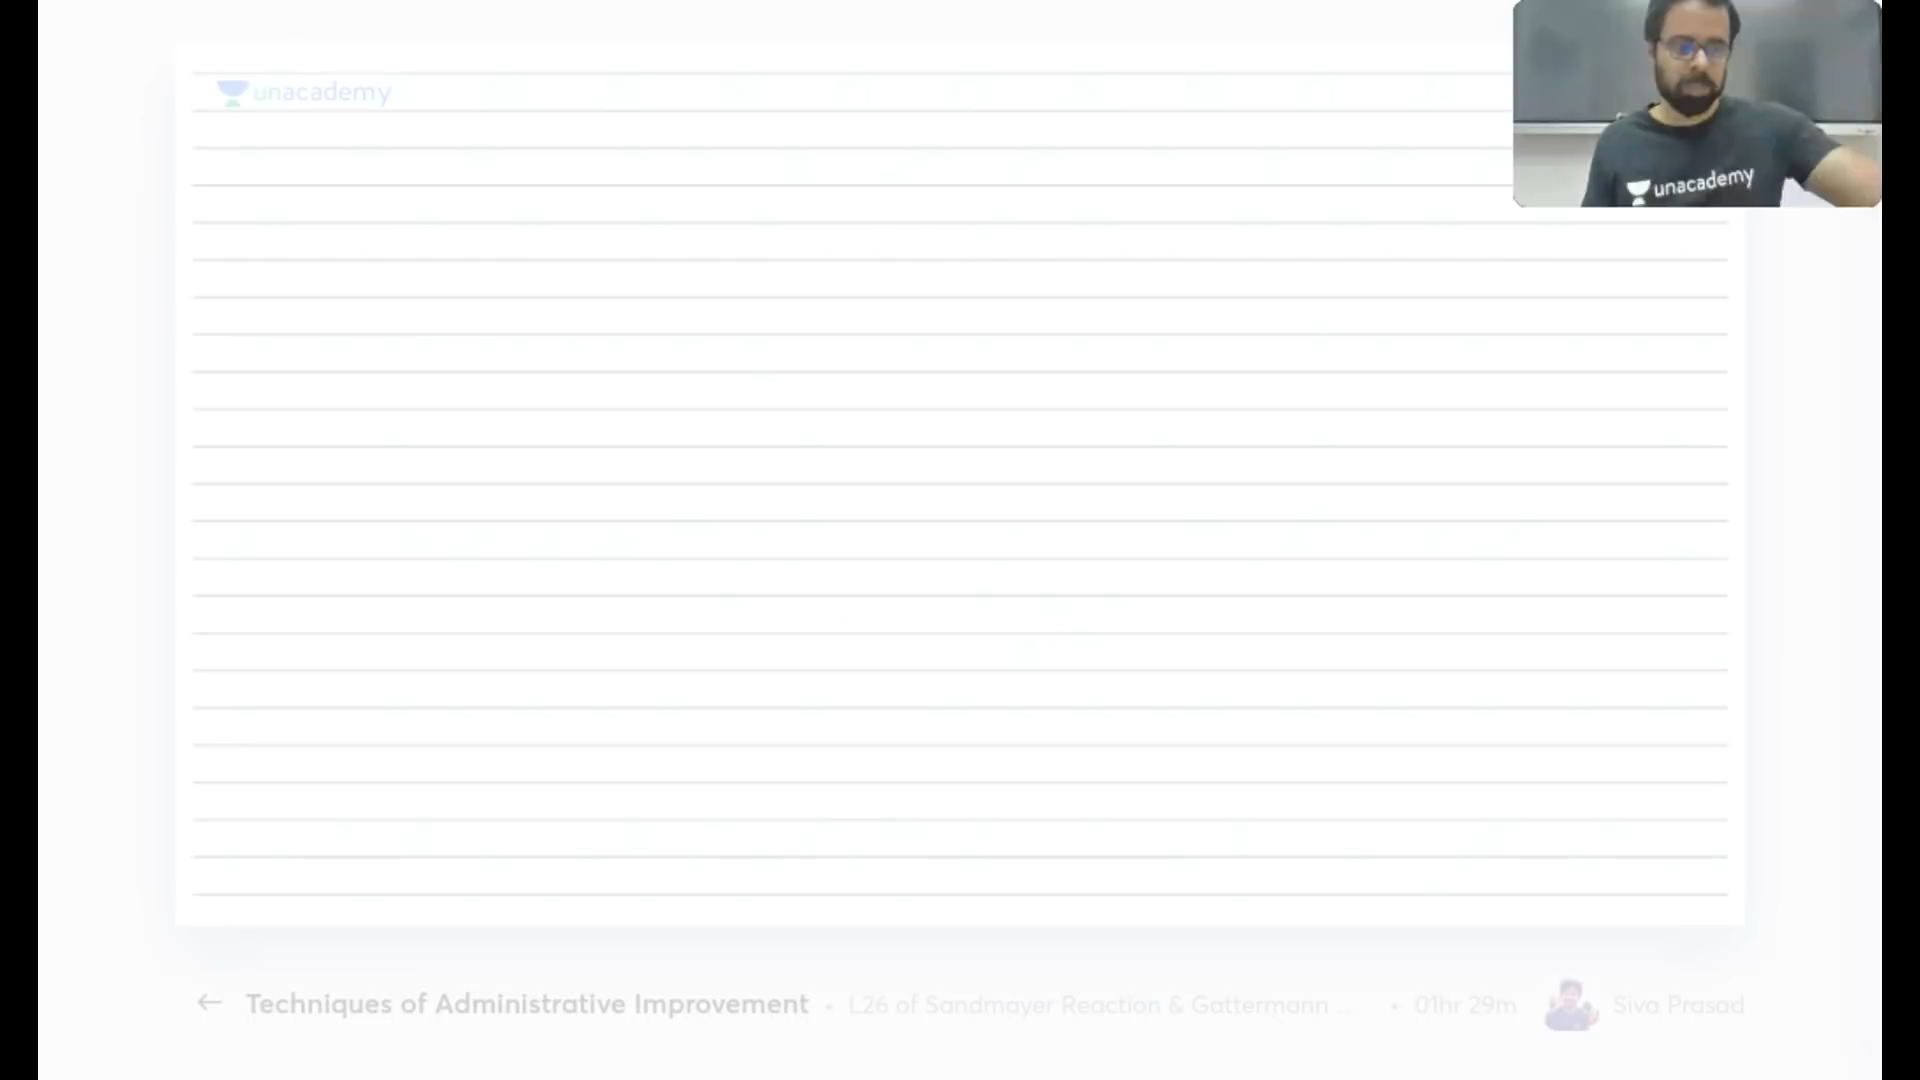 unacademy
unacademy
Techniques of Administrative Improvement • L26 of Sandmayer Reaction & Gattermann ... • 01hr 29m Siva Prasad